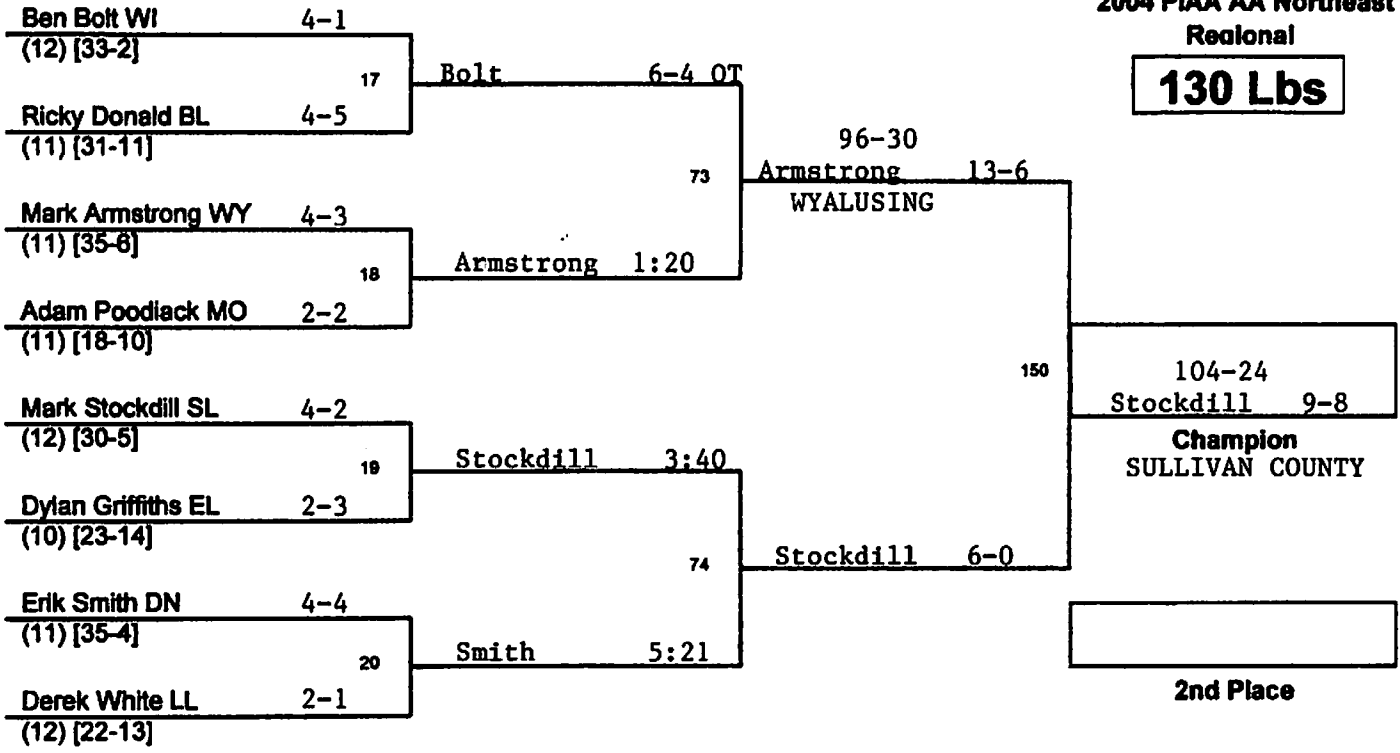 2004 PIAA AA Northeast
Regional
130 Lbs
Ben Bolt WI 4-1
(12) [33-2]
17 Bolt 6-4 OT
Ricky Donald BL 4-5
(11) [31-11]
96-30
73 Armstrong 13-6
WYALUSING
Mark Armstrong WY 4-3
(11) [35-6]
18 Armstrong 1:20
Adam Poodiack MO 2-2
(11) [18-10]
150 104-24
Stockdill 9-8
Champion
SULLIVAN COUNTY
Mark Stockdill SL 4-2
(12) [30-5]
19 Stockdill 3:40
Dylan Griffiths EL 2-3
(10) [23-14]
74 Stockdill 6-0
Erik Smith DN 4-4
(11) [35-4]
20 Smith 5:21
Derek White LL 2-1
(12) [22-13]
2nd Place